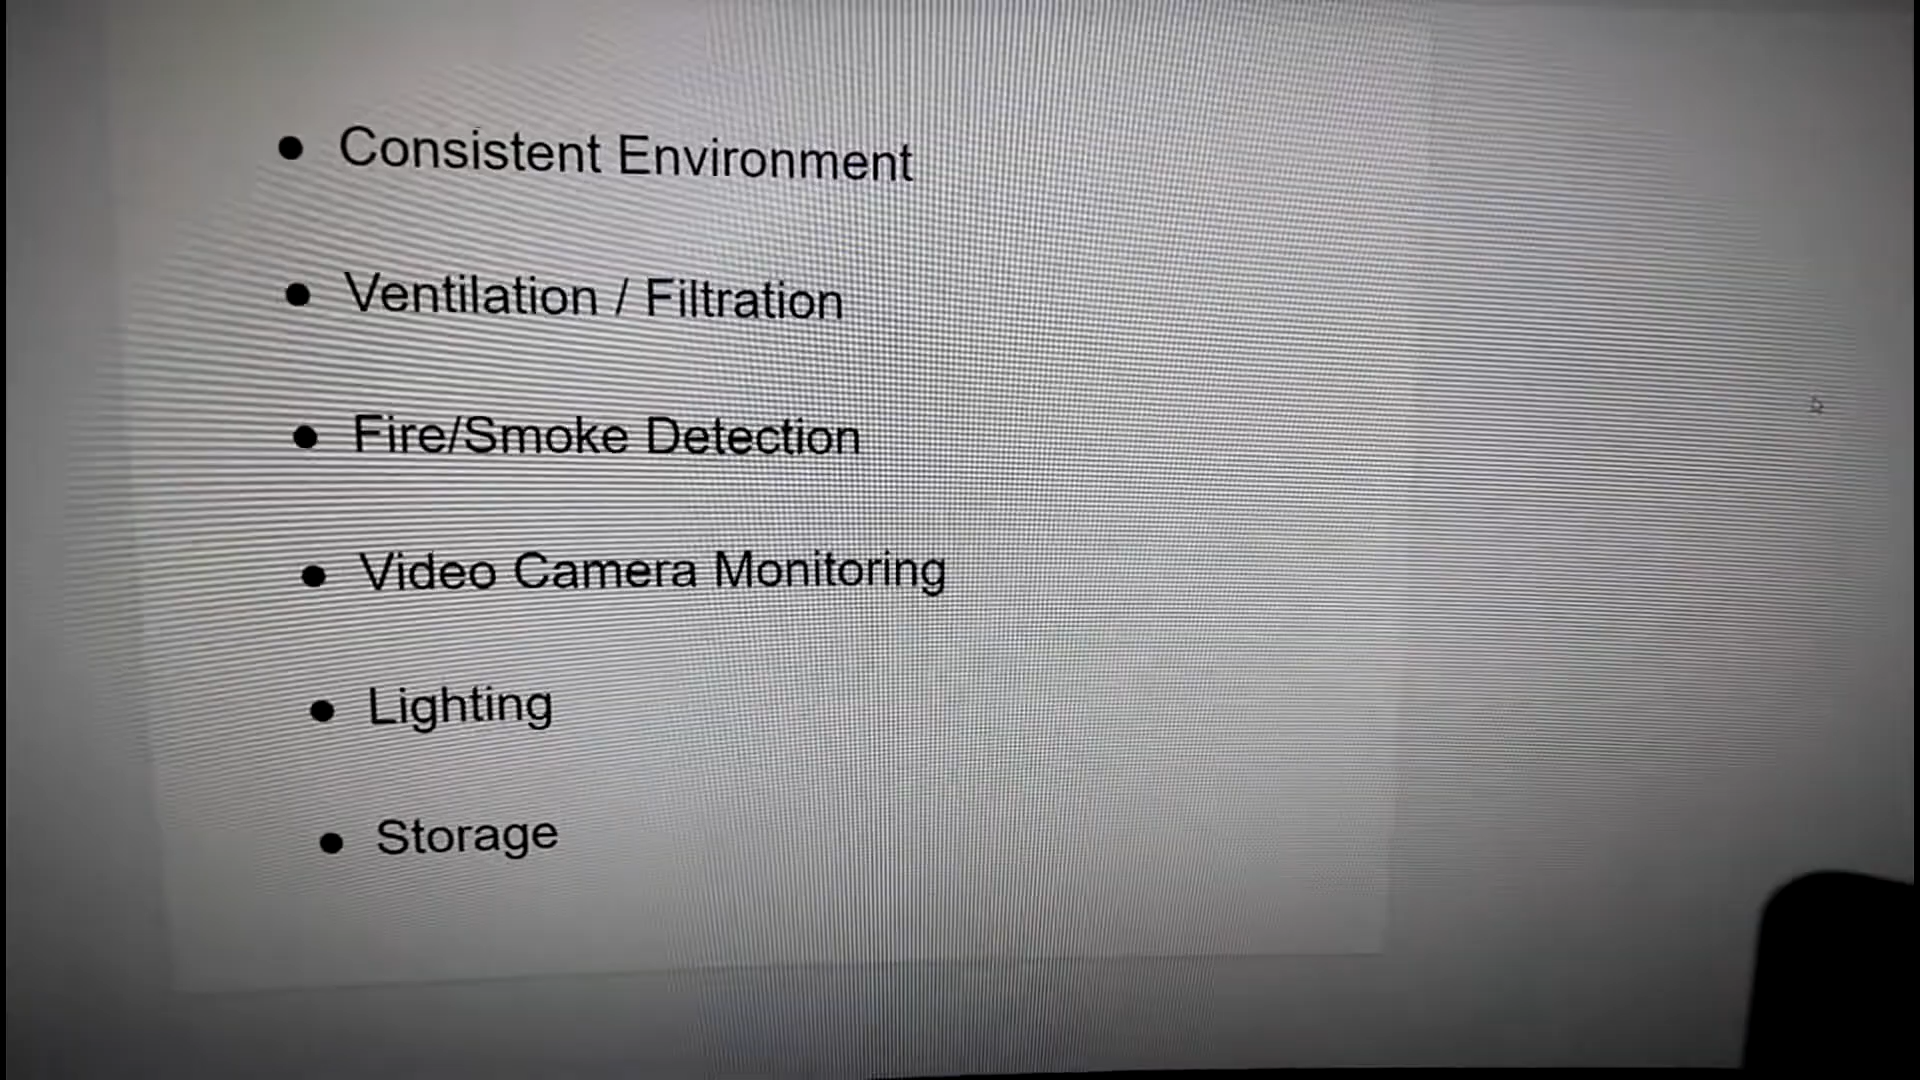 ● Consistent Environment
● Ventilation / Filtration
● Fire/Smoke Detection
● Video Camera Monitoring
● Lighting
● Storage